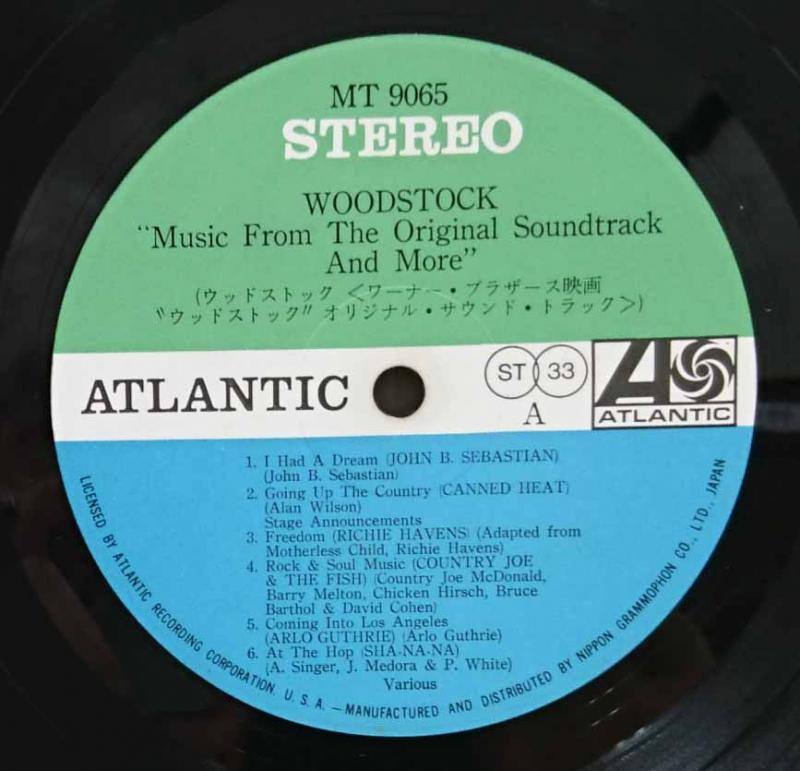 MT 9065
STEREO
WOODSTOCK
“Music From The Original Soundtrack
And More”
(ウッドストック <ワーナー・ブラザース映画
〝ウッドストック〞オリジナル・サウンド・トラック>)
ATLANTIC
ST 33
A
ATLANTIC
1. I Had A Dream (JOHN B. SEBASTIAN)
(John B. Sebastian)
2. Going Up The Country (CANNED HEAT)
(Alan Wilson)
Stage Announcements
3. Freedom (RICHIE HAVENS) (Adapted from
Motherless Child, Richie Havens)
4. Rock & Soul Music (COUNTRY JOE
& THE FISH) (Country Joe McDonald,
Barry Melton, Chicken Hirsch, Bruce
Barthol & David Cohen)
5. Coming Into Los Angeles
(ARLO GUTHRIE) (Arlo Guthrie)
6. At The Hop (SHA-NA-NA)
(A. Singer, J. Medora & P. White)
Various
LICENSED BY ATLANTIC RECORDING CORPORATION, U. S. A. — MANUFACTURED AND DISTRIBUTED BY NIPPON GRAMMOPHON CO., LTD., JAPAN